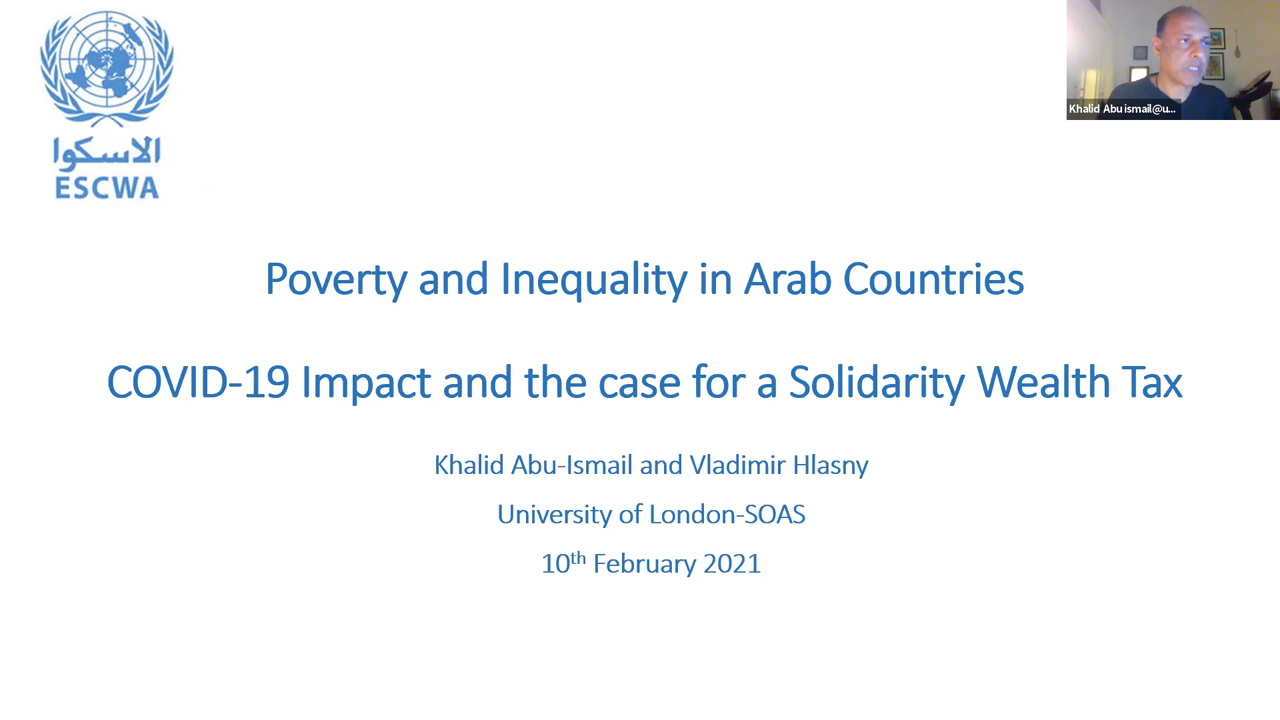 الاسكوا
ESCWA
Khalid Abu ismail@u...
Poverty and Inequality in Arab Countries
COVID-19 Impact and the case for a Solidarity Wealth Tax
Khalid Abu-Ismail and Vladimir Hlasny
University of London-SOAS
10th February 2021